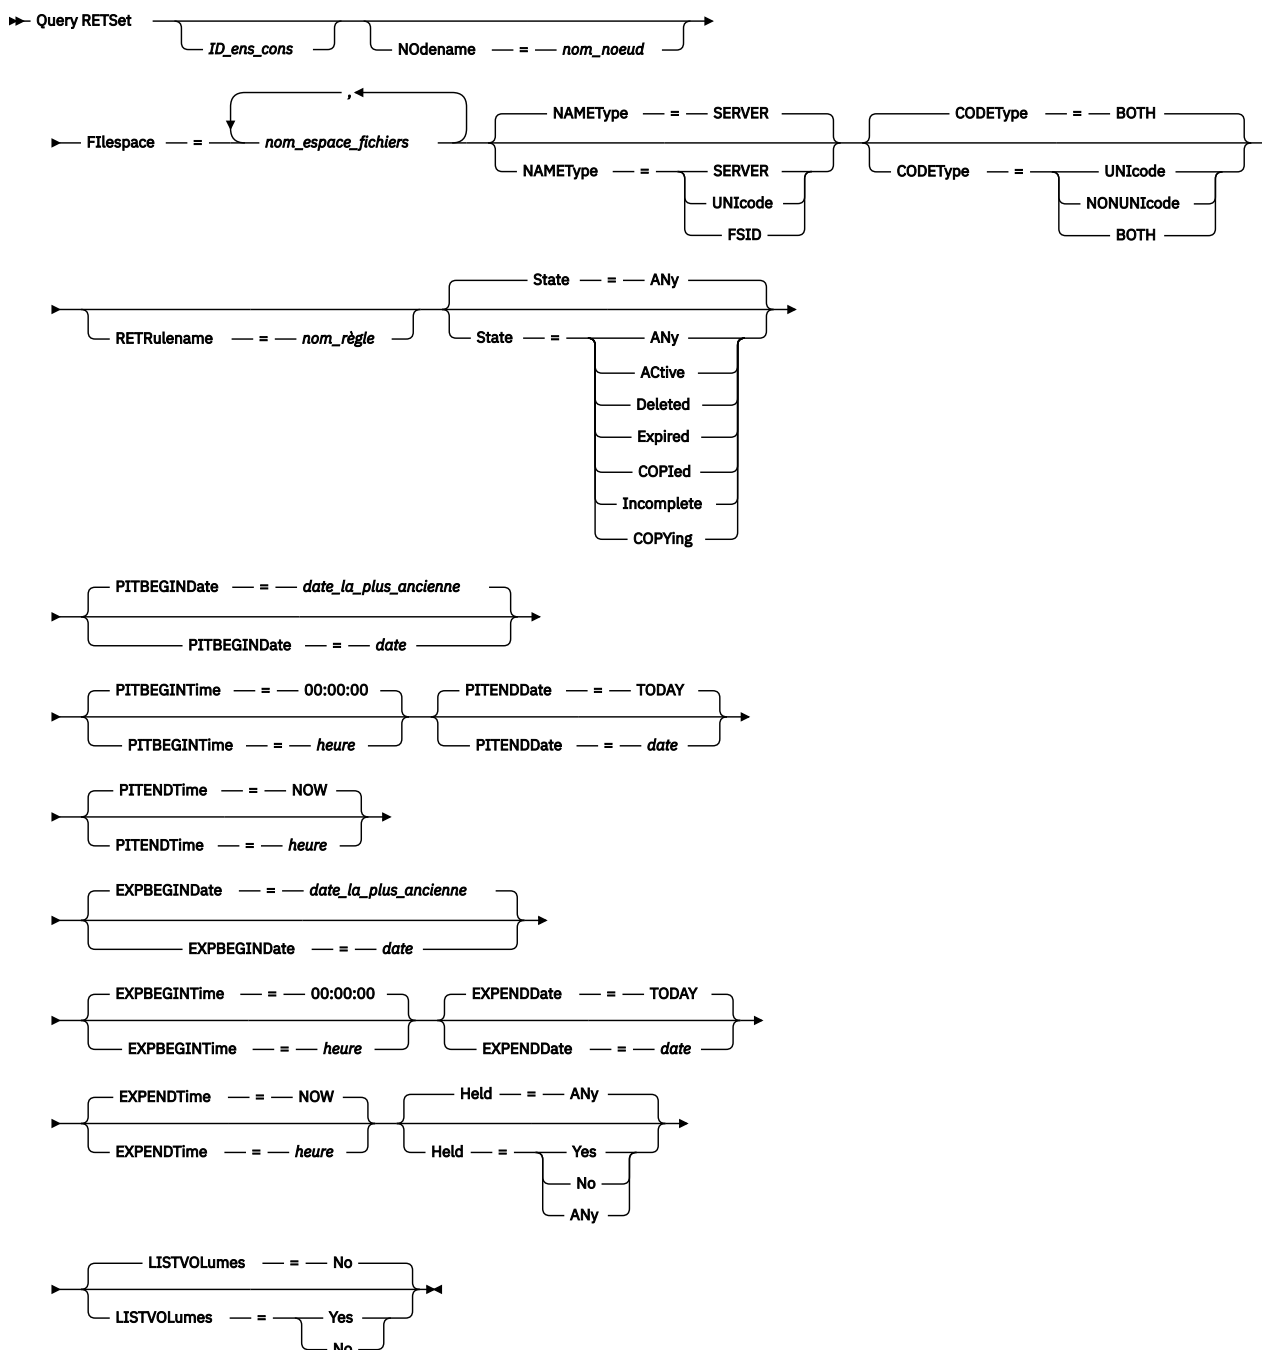 Query RETSet
ID_ens_cons
NOdename = nom_noeud
,
FIlespace = nom_espace_fichiers
NAMEType = SERVER
NAMEType = SERVER
UNIcode
FSID
CODEType = BOTH
CODEType = UNIcode
NONUNIcode
BOTH
RETRulename = nom_règle
State = ANy
State = ANy
ACtive
Deleted
Expired
COPIed
Incomplete
COPYing
PITBEGINDate = date_la_plus_ancienne
PITBEGINDate = date
PITBEGINTime = 00:00:00
PITBEGINTime = heure
PITENDDate = TODAY
PITENDDate = date
PITENDTime = NOW
PITENDTime = heure
EXPBEGINDate = date_la_plus_ancienne
EXPBEGINDate = date
EXPBEGINTime = 00:00:00
EXPBEGINTime = heure
EXPENDDate = TODAY
EXPENDDate = date
EXPENDTime = NOW
EXPENDTime = heure
Held = ANy
Held = Yes
No
ANy
LISTVOLumes = No
LISTVOLumes = Yes
No